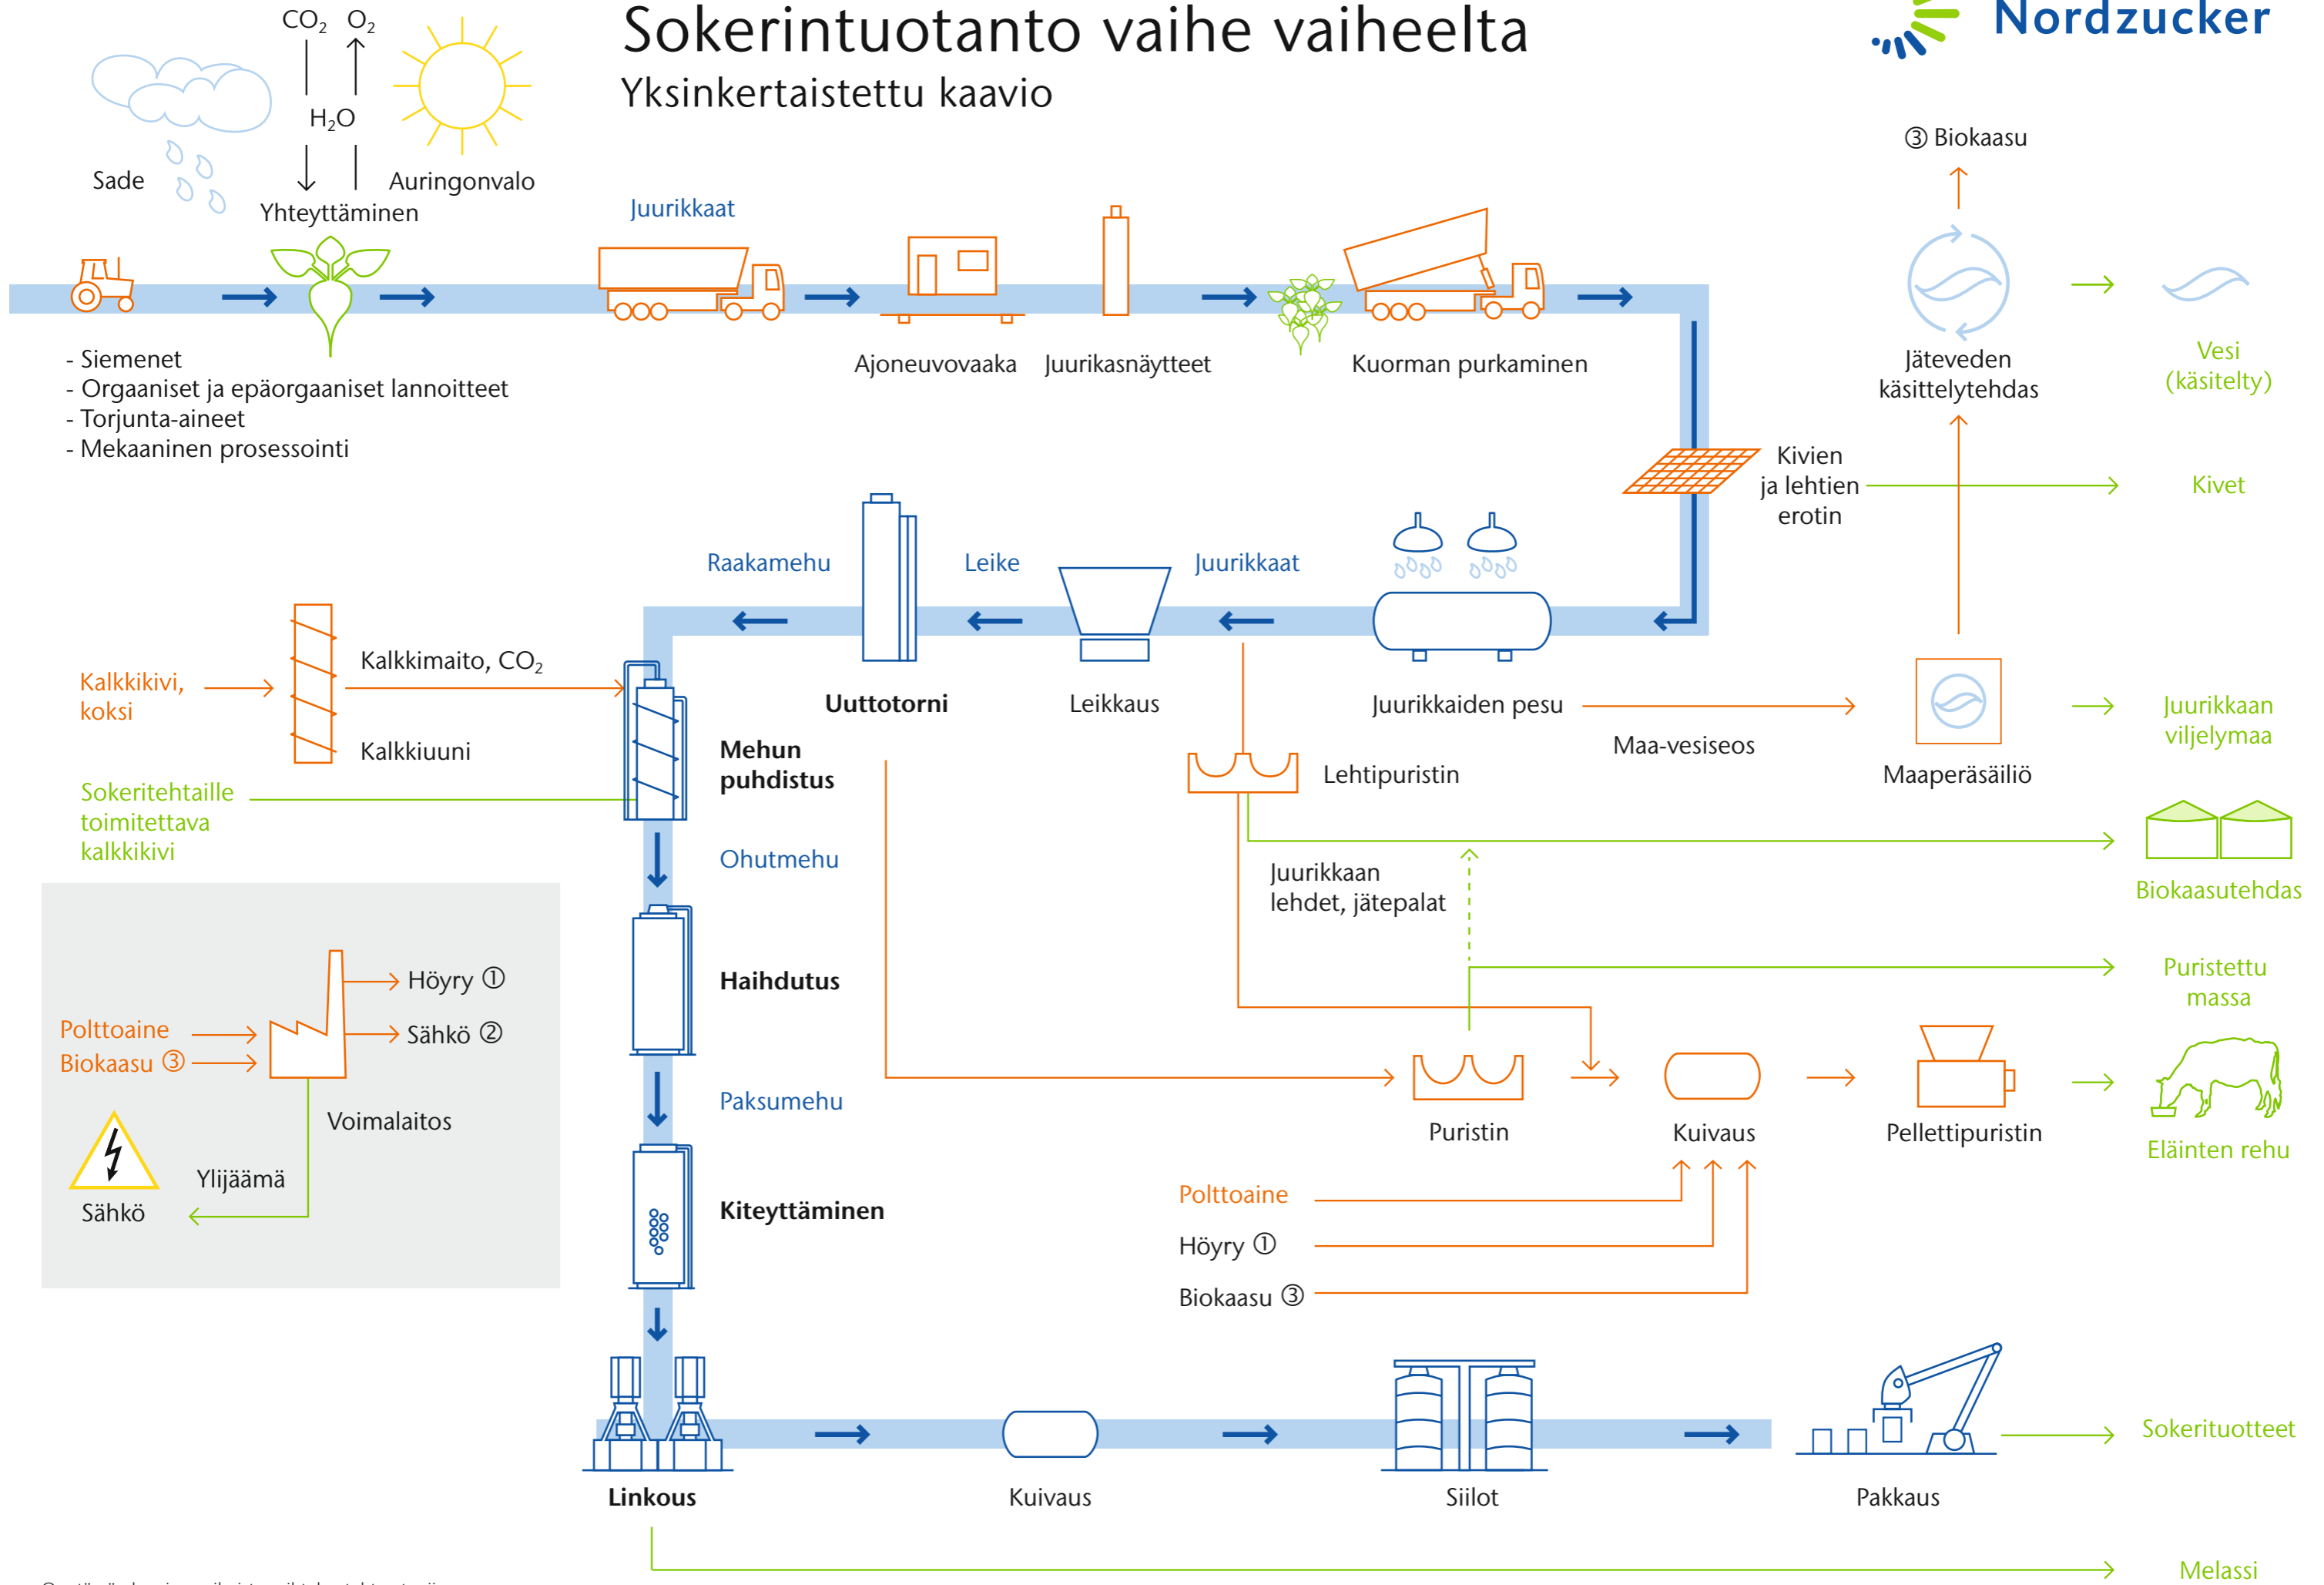 Sokerintuotanto vaihe vaiheelta
Yksinkertaistettu kaavio
Nordzucker
CO₂ O₂
H₂O
Sade
Auringonvalo
Yhteyttäminen
- Siemenet
- Orgaaniset ja epäorgaaniset lannoitteet
- Torjunta-aineet
- Mekaaninen prosessointi
Juurikkaat
Ajoneuvovaaka
Juurikasnäytteet
Kuorman purkaminen
③ Biokaasu
Jäteveden
käsittelytehdas
Vesi
(käsitelty)
Kivien
ja lehtien
erotin
Kivet
Raakamehu
Leike
Juurikkaat
Uuttotorni
Leikkaus
Juurikkaiden pesu
Maa-vesiseos
Maaperäsäiliö
Juurikkaan
viljelymaa
Kalkkikivi,
koksi
Kalkkimaito, CO₂
Kalkkiuuni
Mehun
puhdistus
Sokeritehtaille
toimitettava
kalkkikivi
Lehtipuristin
Ohutmehu
Juurikkaan
lehdet, jätepalat
Biokaasutehdas
Haihdutus
Puristettu
massa
Höyry ①
Sähkö ②
Polttoaine
Biokaasu ③
Voimalaitos
Ylijäämä
Sähkö
Paksumehu
Puristin
Kuivaus
Pellettipuristin
Eläinten rehu
Kiteyttäminen
Polttoaine
Höyry ①
Biokaasu ③
Linkous
Kuivaus
Siilot
Pakkaus
Sokerituotteet
Melassi